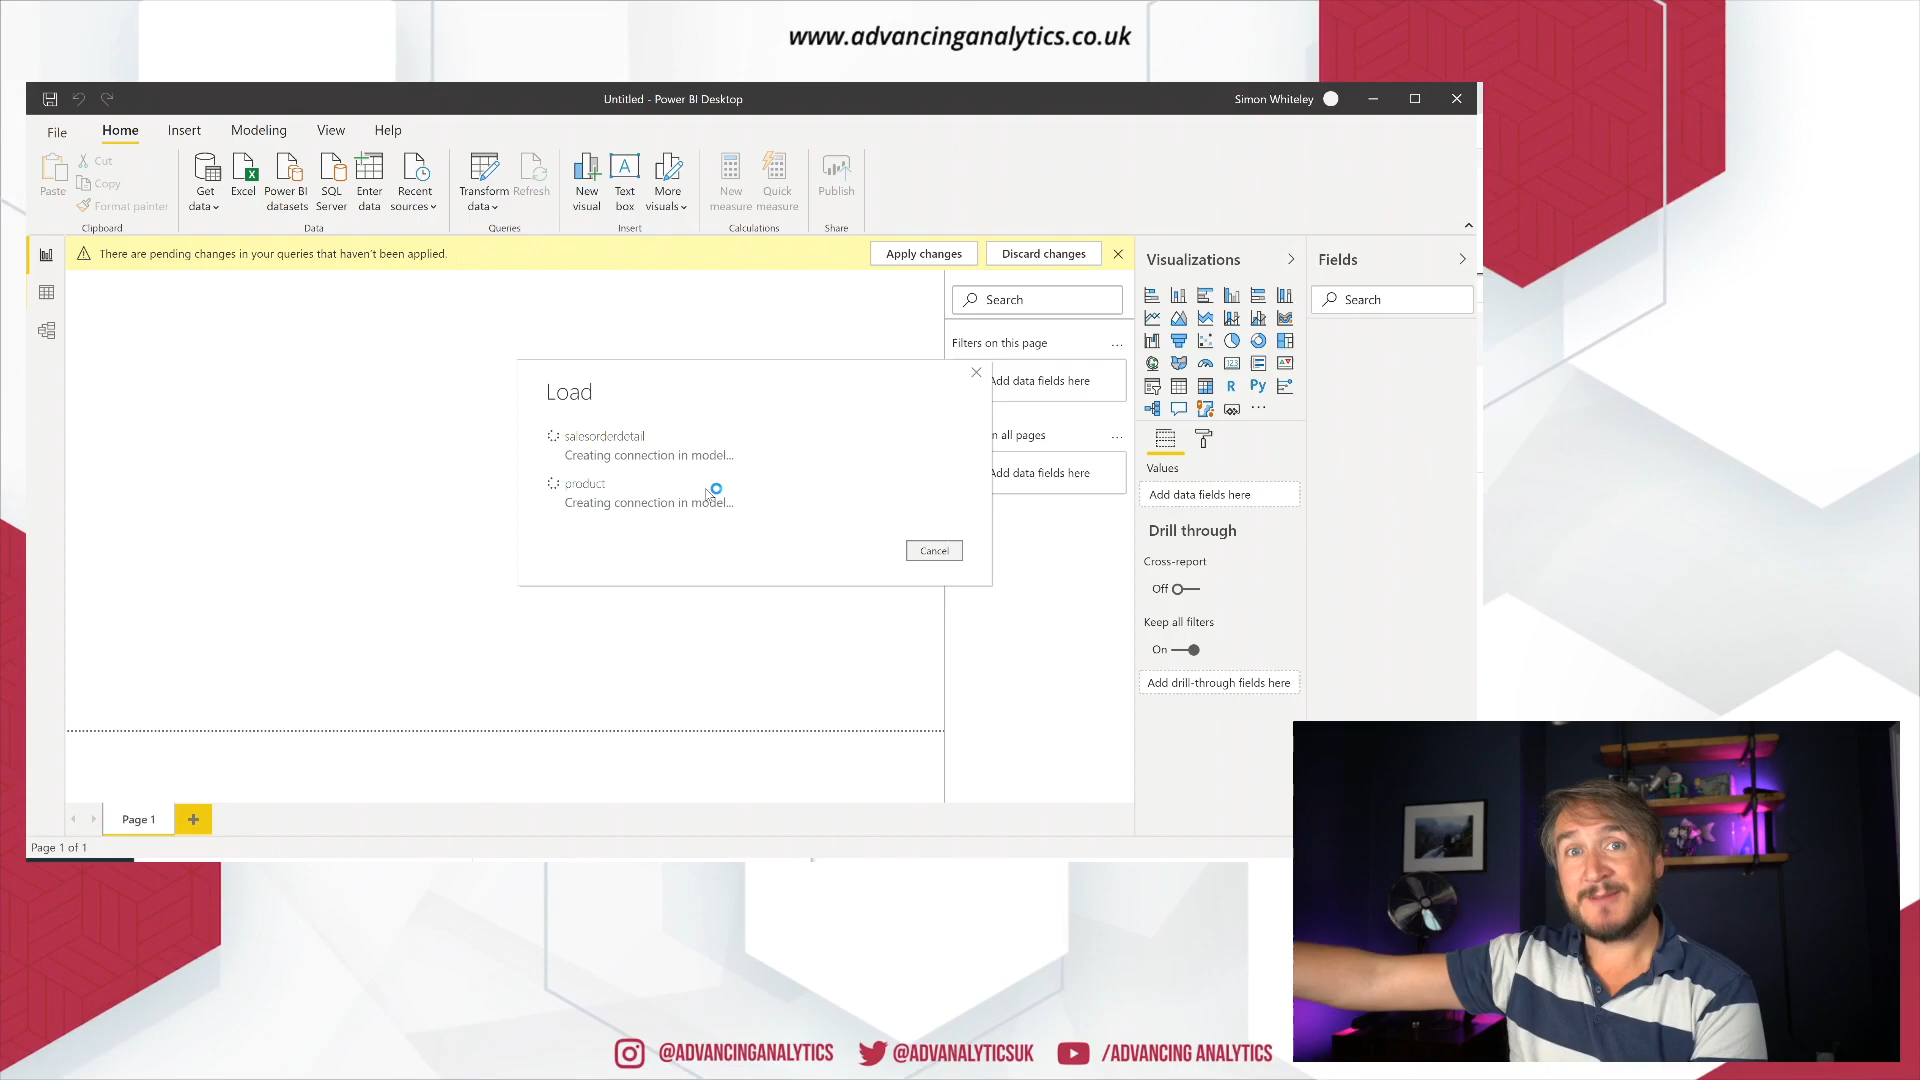 www.advancinganalytics.co.uk
Untitled - Power BI Desktop
Simon Whiteley
File Home Insert Modeling View Help
Paste
Cut
Copy
Format painter
Clipboard
Get data
Excel
Power BI datasets
SQL Server
Enter data
Recent sources
Data
Transform data
Refresh
Queries
New visual
Text box
More visuals
Insert
New measure
Quick measure
Calculations
Publish
Share
There are pending changes in your queries that haven't been applied.
Apply changes
Discard changes
Search
Filters on this page
...
Add data fields here
n all pages
...
Add data fields here
Load
salesorderdetail
Creating connection in model...
product
Creating connection in model...
Cancel
Visualizations
123
R
Py
Values
Add data fields here
Drill through
Cross-report
Off
Keep all filters
On
Add drill-through fields here
Fields
Search
Page 1
Page 1 of 1
@ADVANCINGANALYTICS
@ADVANALYTICSUK
/ADVANCING ANALYTICS